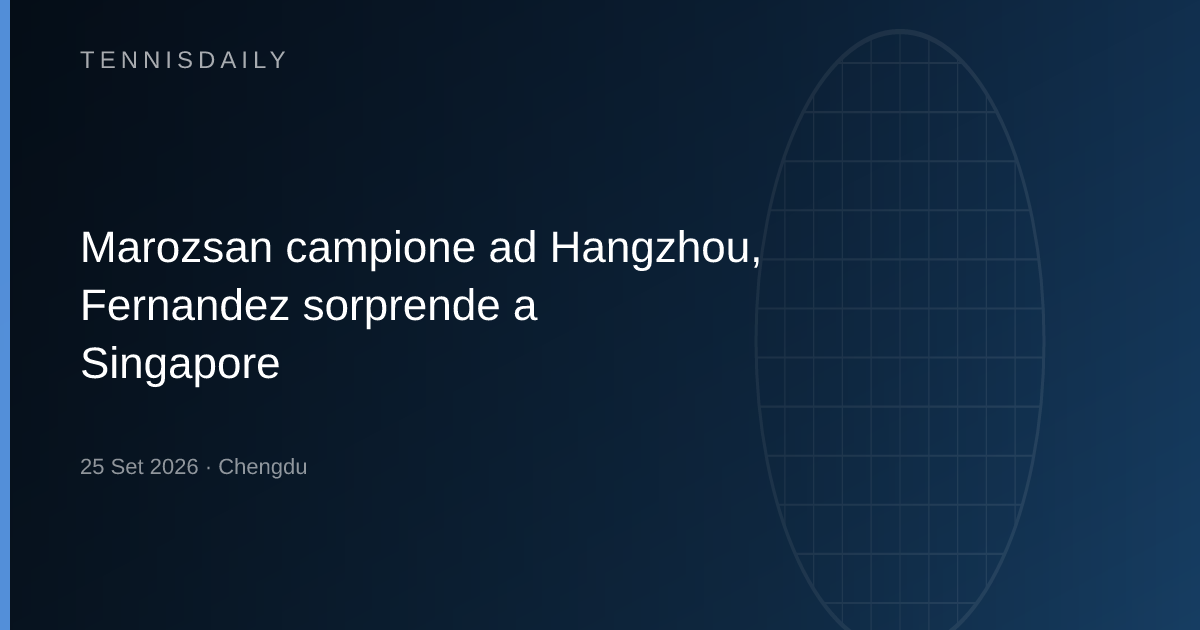 TENNISDAILY
Marozsan campione ad Hangzhou,
Fernandez sorprende a
Singapore
25 Set 2026 · Chengdu